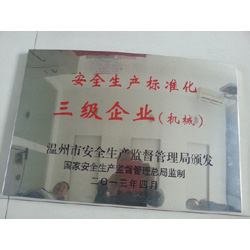 安全生产标准化
三级企业(机械)
温州市安全生产监督管理局颁发
国家安全生产监督管理总局监制
二〇一三年四月